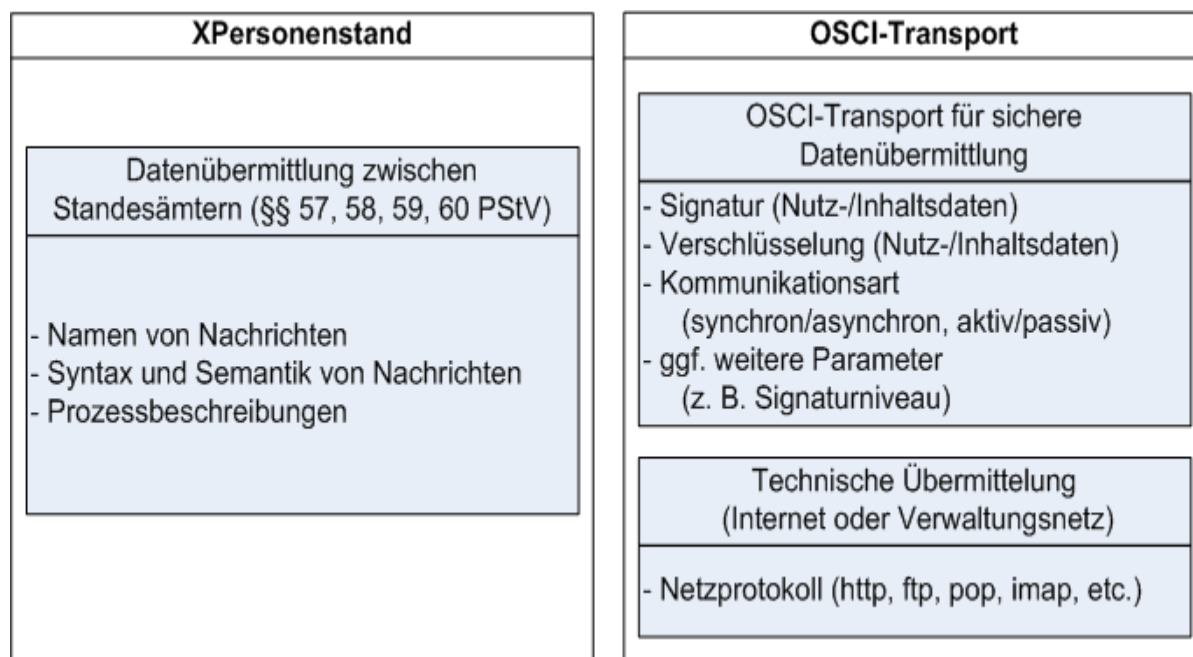 XPersonenstand
Datenübermittlung zwischen
Standesämtern (§§ 57, 58, 59, 60 PStV)
- Namen von Nachrichten
- Syntax und Semantik von Nachrichten
- Prozessbeschreibungen
OSCI-Transport
OSCI-Transport für sichere
Datenübermittlung
- Signatur (Nutz-/Inhaltsdaten)
- Verschlüsselung (Nutz-/Inhaltsdaten)
- Kommunikationsart
(synchron/asynchron, aktiv/passiv)
- ggf. weitere Parameter
(z. B. Signaturniveau)
Technische Übermittelung
(Internet oder Verwaltungsnetz)
- Netzprotokoll (http, ftp, pop, imap, etc.)